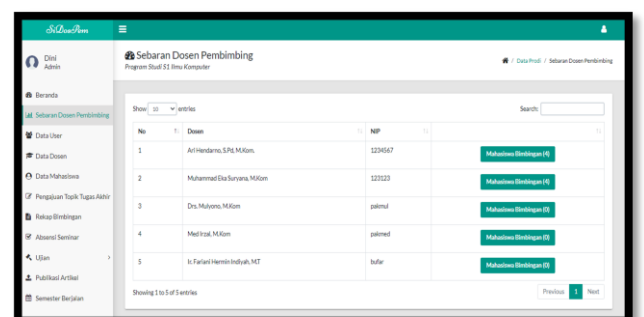 SiDosPem
Dini
Admin
Beranda
Sebaran Dosen Pembimbing
Data User
Data Dosen
Data Mahasiswa
Pengajuan Topik Tugas Akhir
Rekap Bimbingan
Absensi Seminar
Ujian
Publikasi Artikel
Semester Berjalan
Sebaran Dosen Pembimbing
Program Studi S1 Ilmu Komputer
/ Data Prodi / Sebaran Dosen Pembimbing
Show 10 entries Search:
No Dosen NIP
1 Ari Hendarno, S.Pd, M.Kom. 1234567 Mahasiswa Bimbingan (4)
2 Muhammad Eka Suryana, M.Kom 123123 Mahasiswa Bimbingan (4)
3 Drs. Mulyono, M.Kom pakmul Mahasiswa Bimbingan (0)
4 Med Irzal, M.Kom pakmed Mahasiswa Bimbingan (0)
5 Ir. Fariani Hermin Indiyah, M.T bufar Mahasiswa Bimbingan (0)
Showing 1 to 5 of 5 entries Previous 1 Next